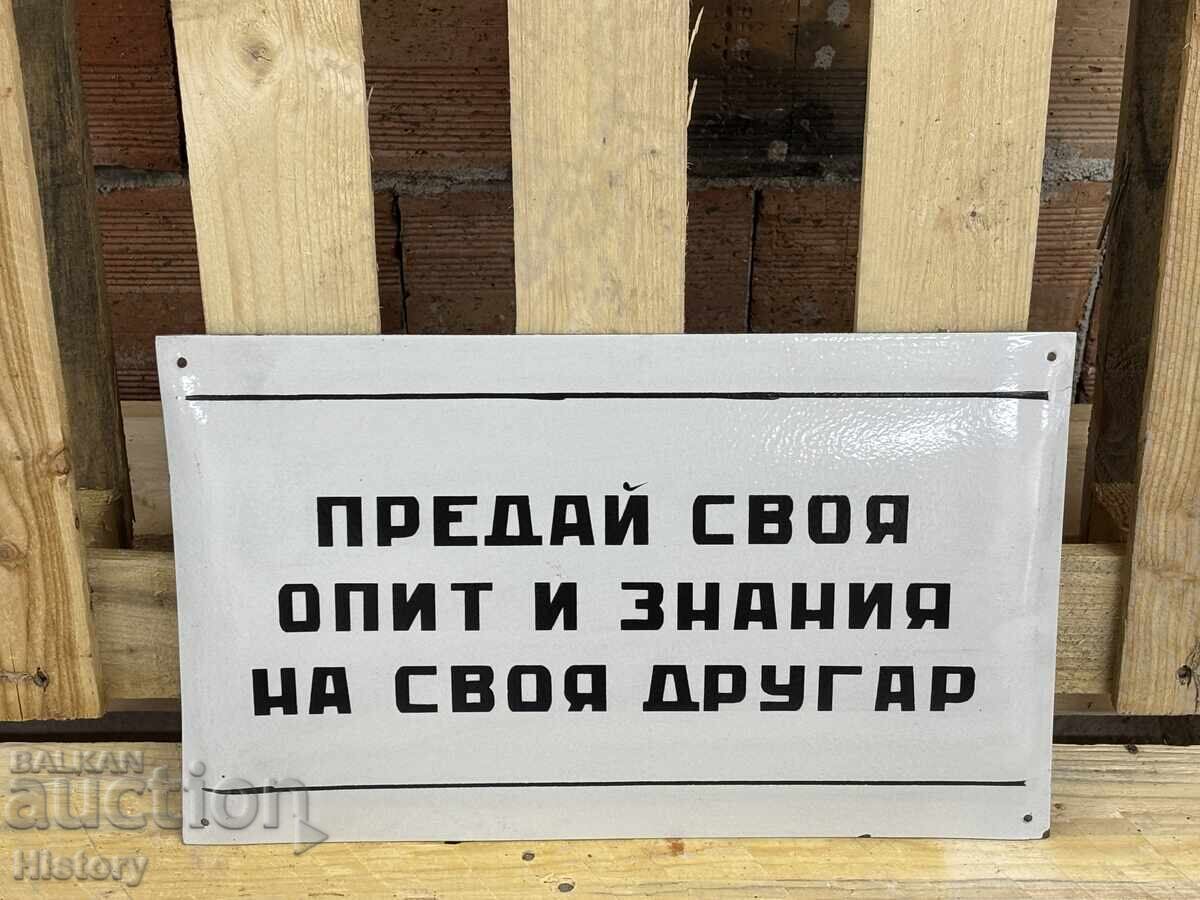 ПРЕДАЙ СВОЯ
ОПИТ И ЗНАНИЯ
НА СВОЯ ДРУГАР
BALKAN
auction
History